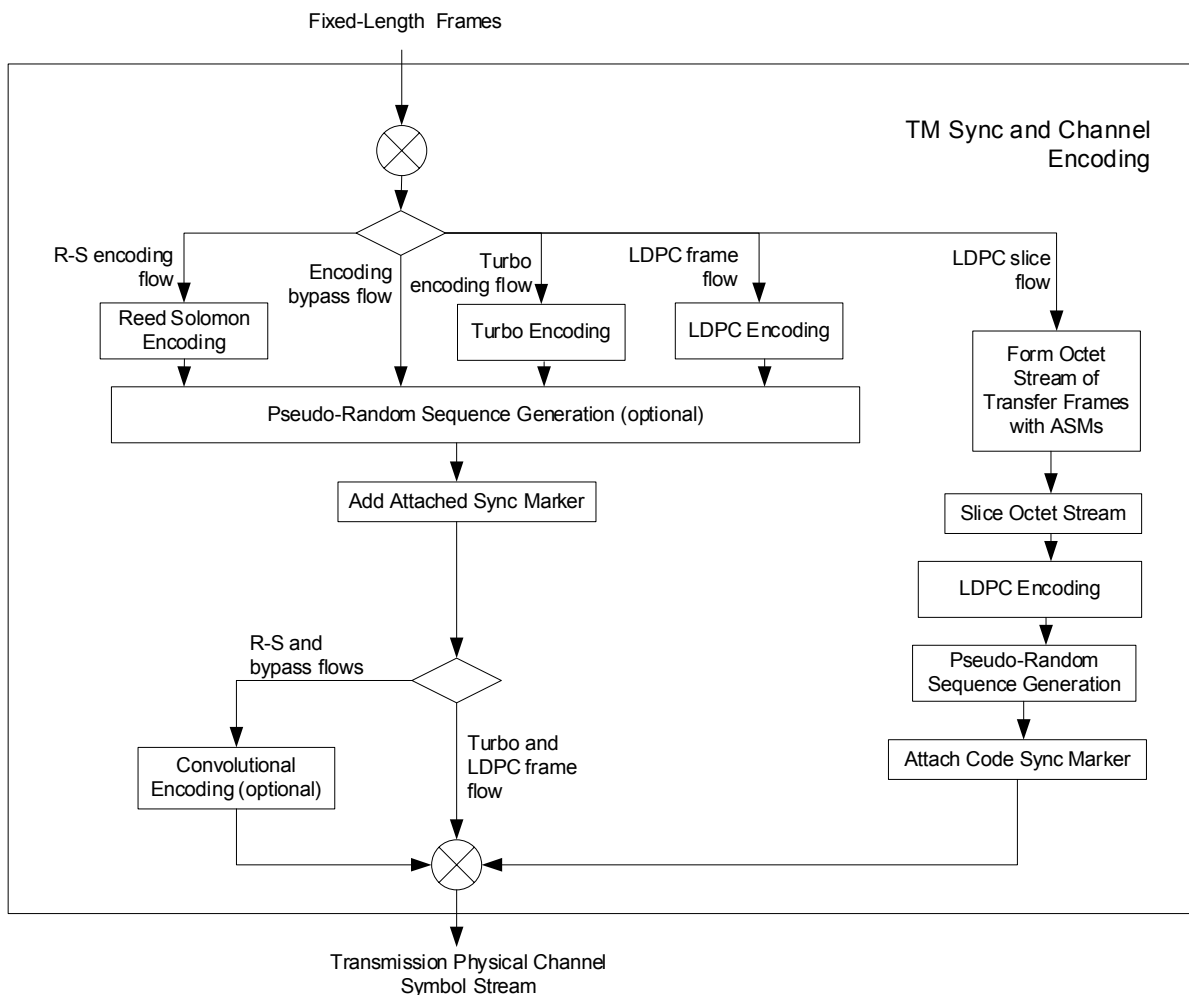 Fixed-Length Frames
TM Sync and Channel
Encoding
R-S encoding
flow
Encoding
bypass flow
Turbo
encoding flow
LDPC frame
flow
LDPC slice
flow
Reed Solomon
Encoding
Turbo Encoding
LDPC Encoding
Form Octet
Stream of
Transfer Frames
with ASMs
Pseudo-Random Sequence Generation (optional)
Add Attached Sync Marker
Slice Octet Stream
LDPC Encoding
Pseudo-Random
Sequence Generation
Attach Code Sync Marker
R-S and
bypass flows
Convolutional
Encoding (optional)
Turbo and
LDPC frame
flow
Transmission Physical Channel
Symbol Stream